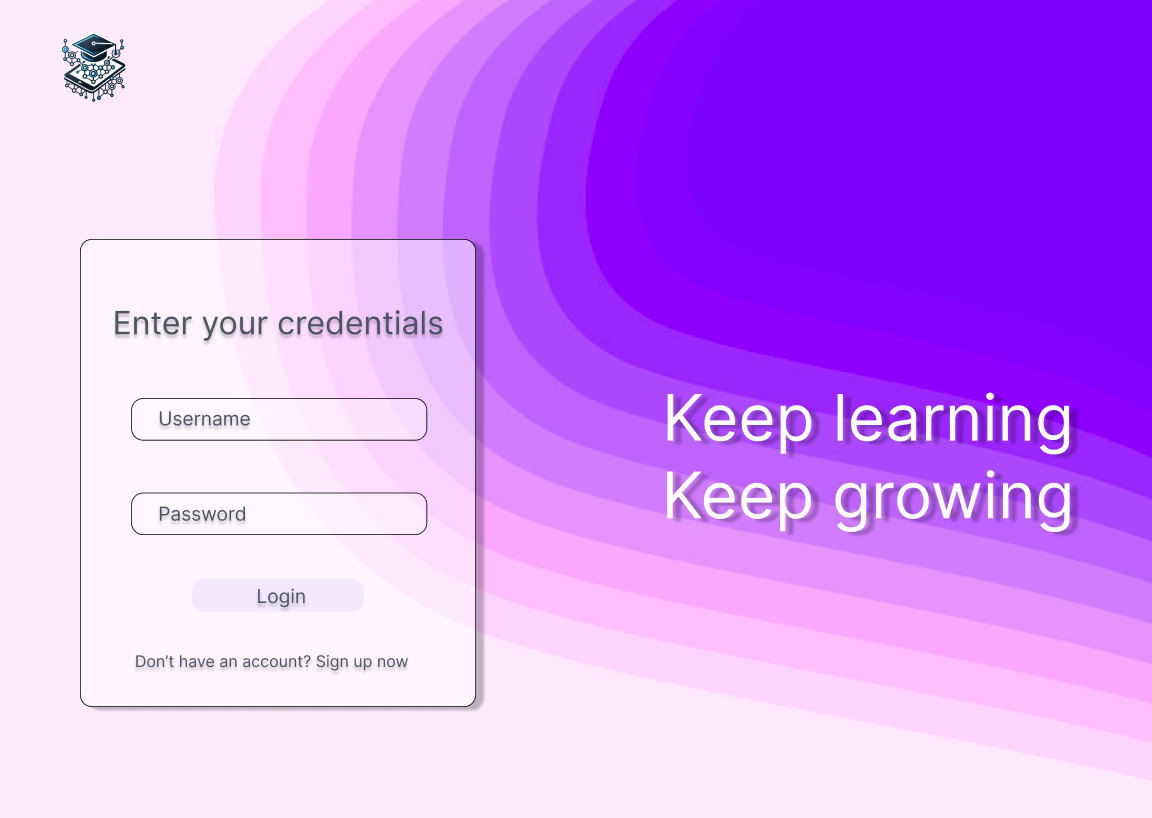 Enter your credentials
Username
Password
Login
Don’t have an account? Sign up now
Keep learning
Keep growing